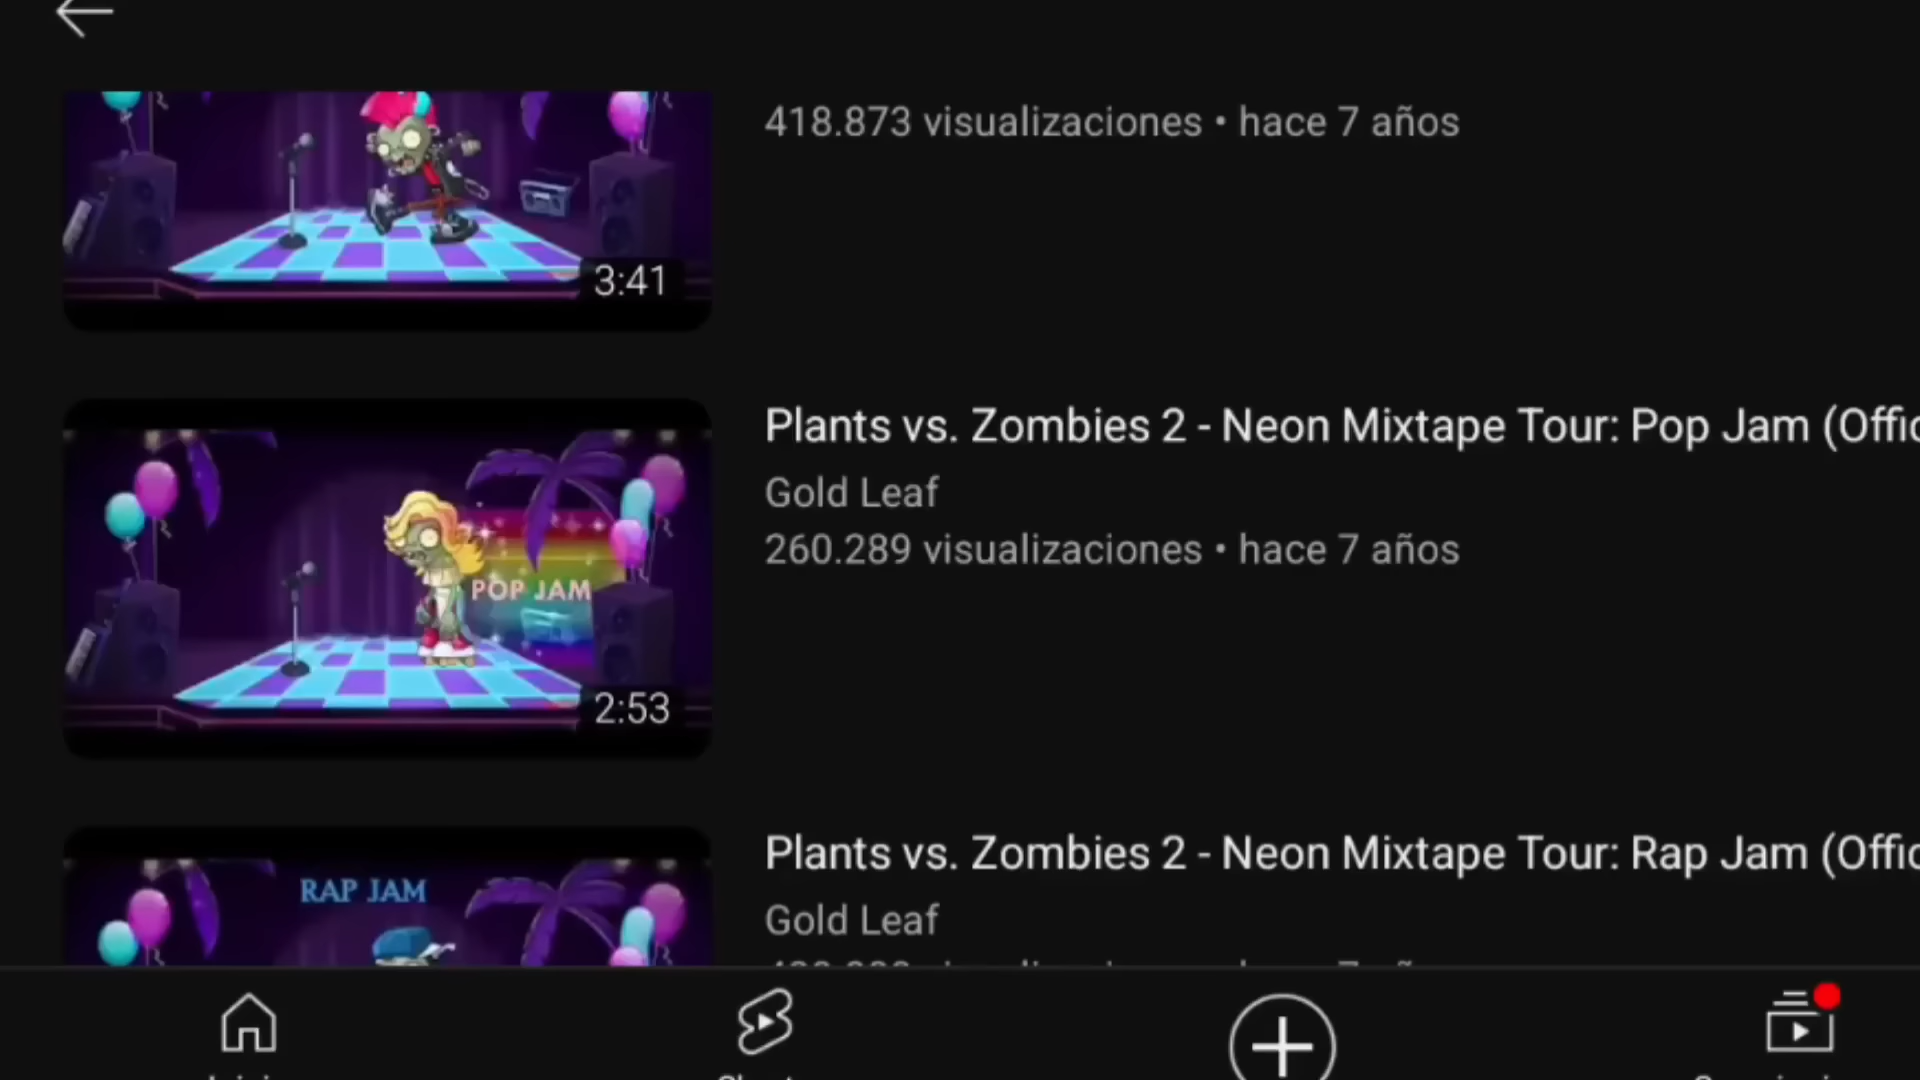 418.873 visualizaciones • hace 7 años
3:41
Plants vs. Zombies 2 - Neon Mixtape Tour: Pop Jam (Offic
Gold Leaf
260.289 visualizaciones • hace 7 años
POP JAM
2:53
Plants vs. Zombies 2 - Neon Mixtape Tour: Rap Jam (Offic
Gold Leaf
RAP JAM